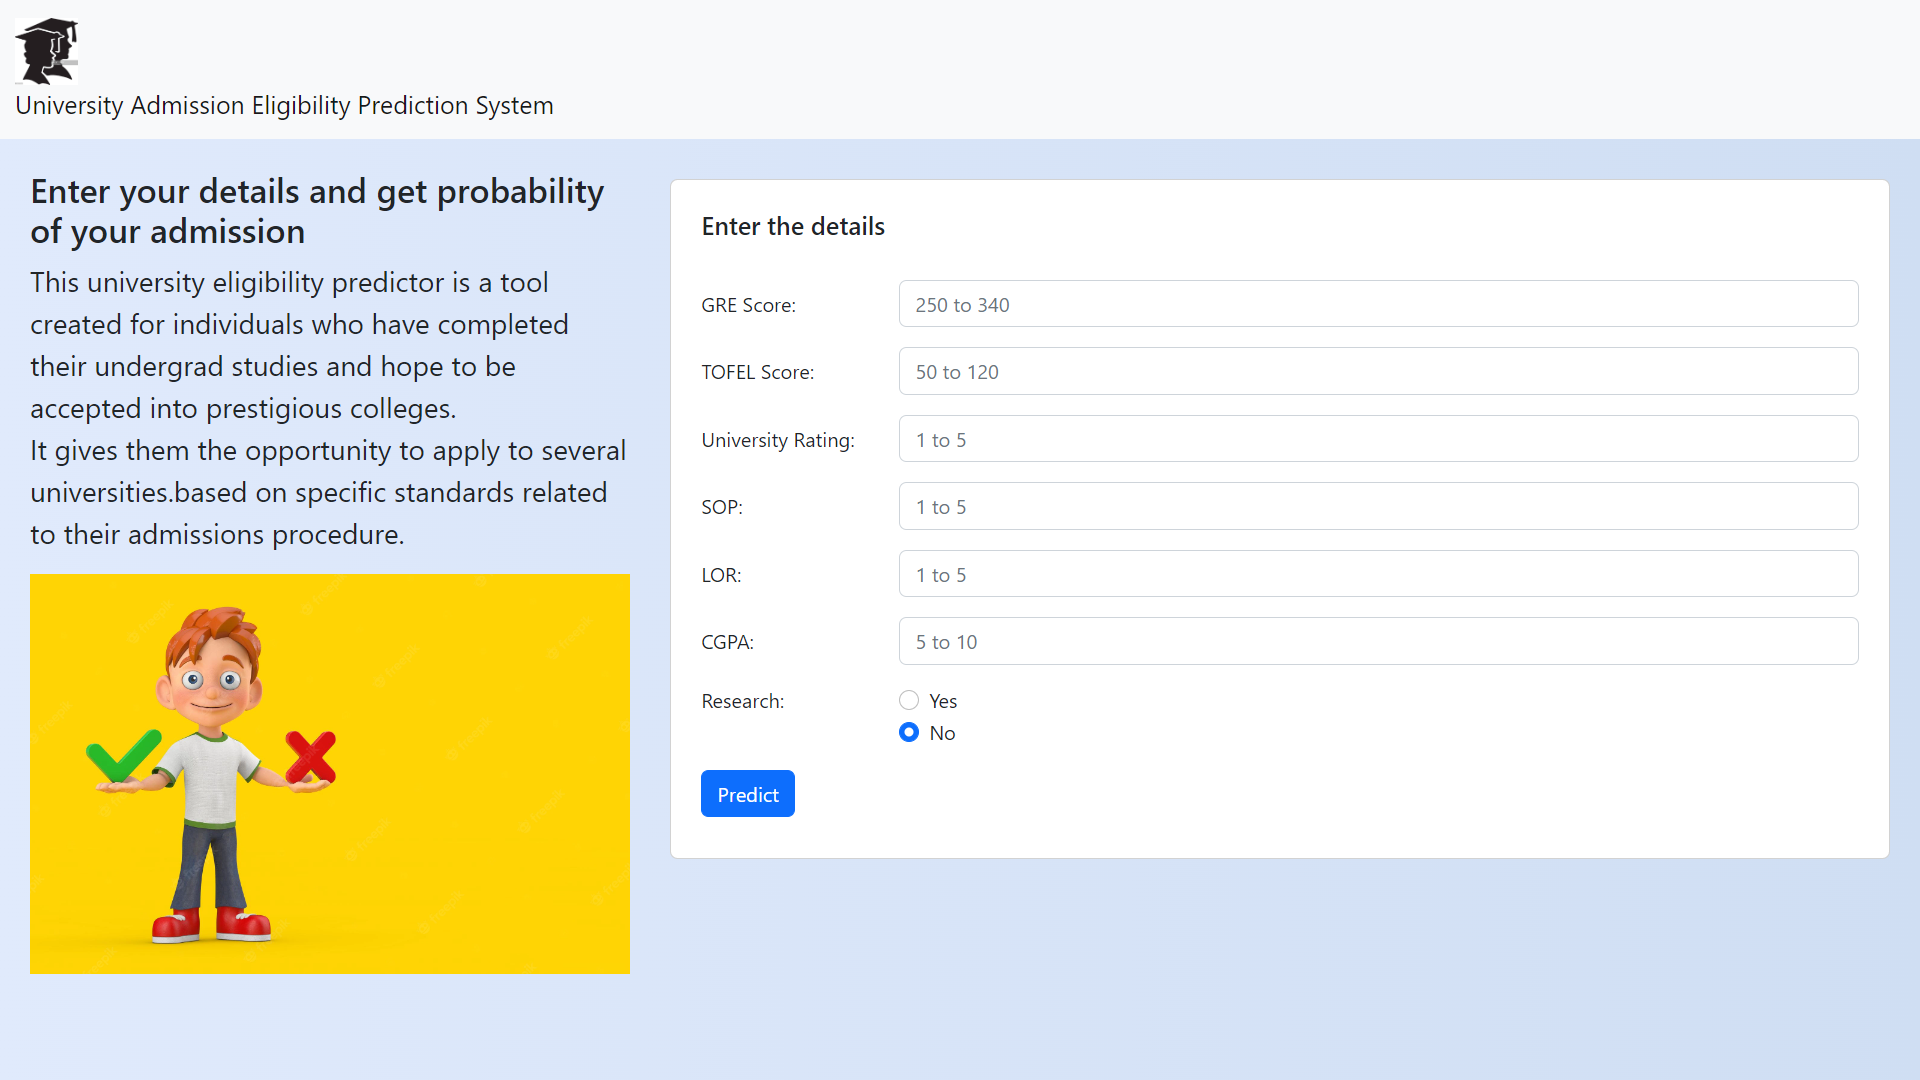 University Admission Eligibility Prediction System
Enter your details and get probability
of your admission
This university eligibility predictor is a tool
created for individuals who have completed
their undergrad studies and hope to be
accepted into prestigious colleges.
It gives them the opportunity to apply to several
universities.based on specific standards related
to their admissions procedure.
Enter the details
GRE Score: 250 to 340
TOFEL Score: 50 to 120
University Rating: 1 to 5
SOP: 1 to 5
LOR: 1 to 5
CGPA: 5 to 10
Research: Yes
No
Predict